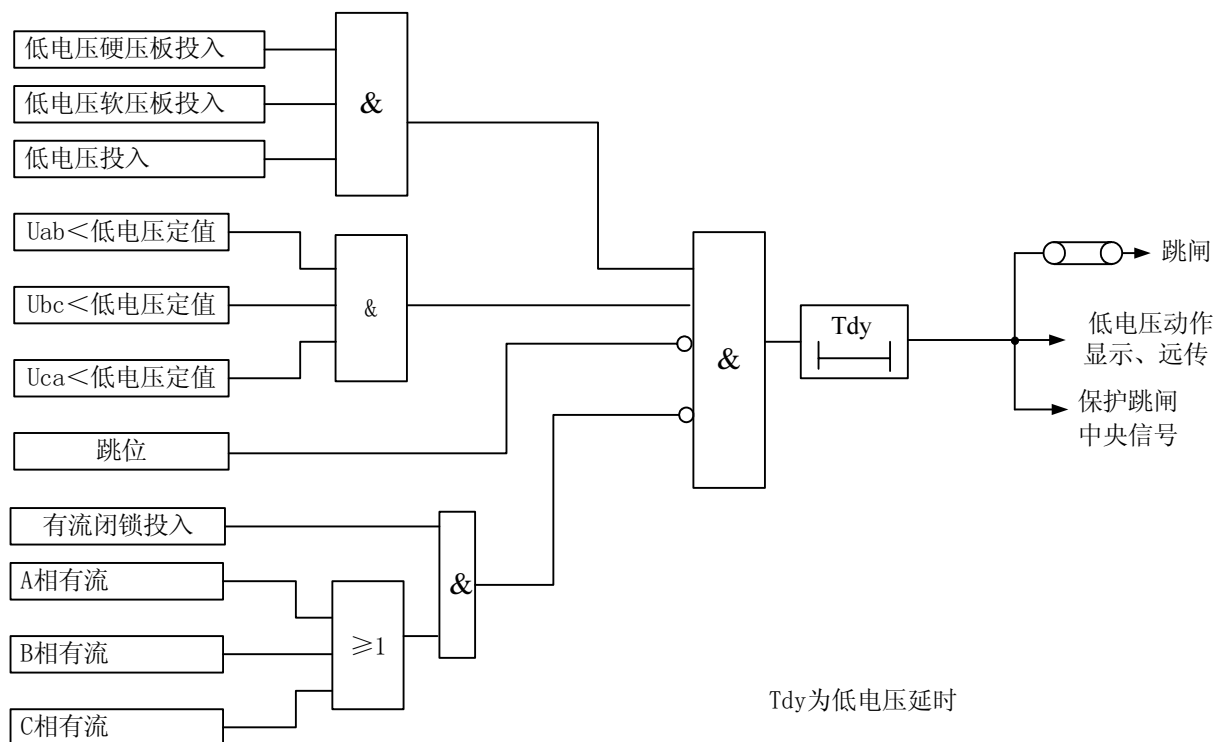 低电压硬压板投入
低电压软压板投入
低电压投入
&
Uab＜低电压定值
Ubc＜低电压定值
Uca＜低电压定值
&
跳位
有流闭锁投入
A相有流
B相有流
C相有流
≥1
&
&
Tdy
跳闸
低电压动作
显示、远传
保护跳闸
中央信号
Tdy为低电压延时